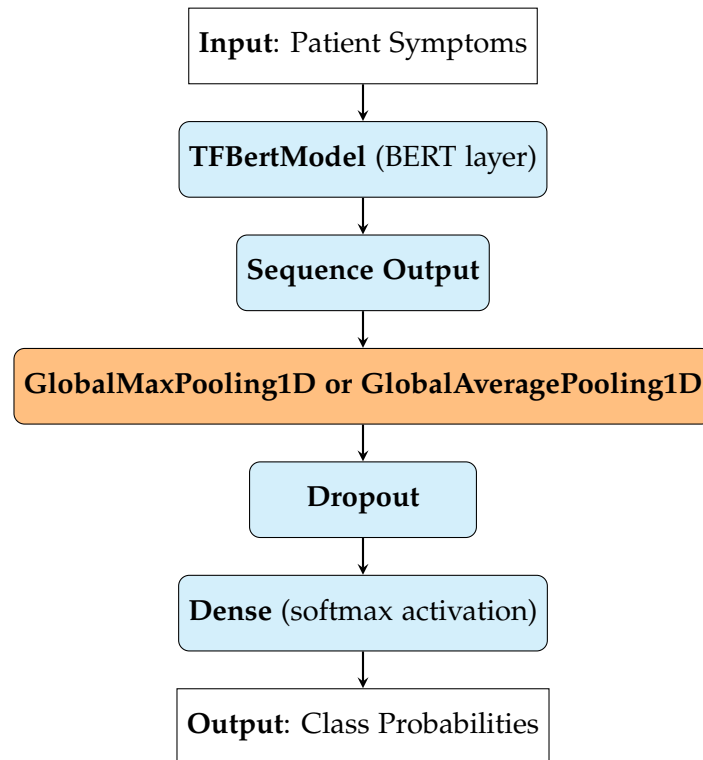 Input: Patient Symptoms
TFBertModel (BERT layer)
Sequence Output
GlobalMaxPooling1D or GlobalAveragePooling1D
Dropout
Dense (softmax activation)
Output: Class Probabilities